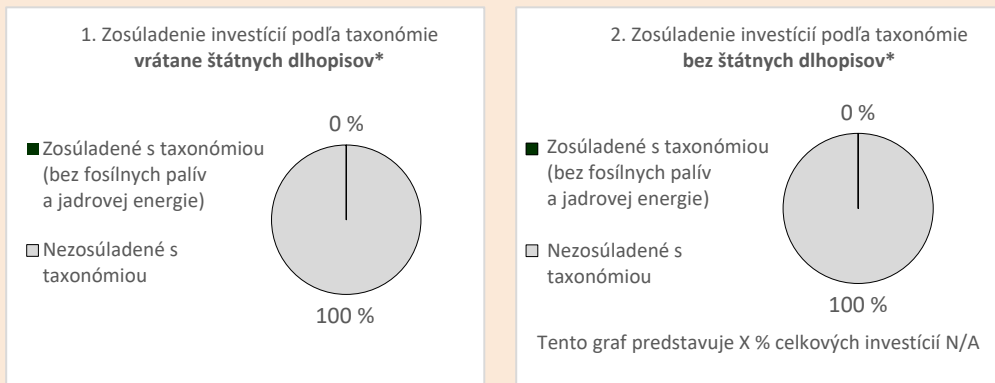 1. Zosúladenie investícií podľa taxonómie
vrátane štátnych dlhopisov*
0 %
Zosúladené s taxonómiou
(bez fosílnych palív
a jadrovej energie)
Nezosúladené s
taxonómiou
100 %
2. Zosúladenie investícií podľa taxonómie
bez štátnych dlhopisov*
0 %
Zosúladené s taxonómiou
(bez fosílnych palív
a jadrovej energie)
Nezosúladené s
taxonómiou
100 %
Tento graf predstavuje X % celkových investícií N/A